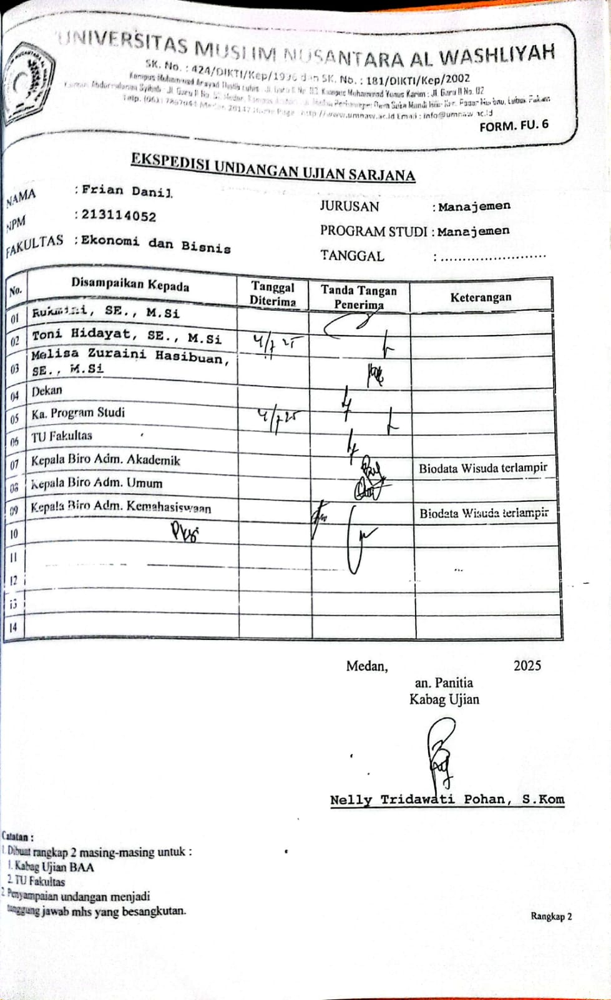 UNIVERSITAS MUSLIM NUSANTARA AL WASHLIYAH
SK. No. : 424/DIKTI/Kep/1996 dan SK. No. : 181/DIKTI/Kep/2002
Kampus Muhammad Arsyad Thalib Lubis : Jl. Garu II No. 93, Kampus Muhammad Yunus Karim : Jl. Garu II No. 02
Kampus Abdurrahman Syihab : Jl. Garu II No. 52 Medan,
Telp. (061) Medan 20147 Home Page : http://www.umnaw.ac.id Email : info@umnaw.ac.id
FORM. FU. 6
EKSPEDISI UNDANGAN UJIAN SARJANA
NAMA : Frian Danil
NPM : 213114052
FAKULTAS : Ekonomi dan Bisnis
JURUSAN : Manajemen
PROGRAM STUDI : Manajemen
TANGGAL : ........................
No. Disampaikan Kepada Tanggal Diterima Tanda Tangan Penerima Keterangan
01 Rukmini, SE., M.Si
02 Toni Hidayat, SE., M.Si 4/7 25
03 Melisa Zuraini Hasibuan,
SE., M.Si
04 Dekan
05 Ka. Program Studi 4/7 25
06 TU Fakultas
07 Kepala Biro Adm. Akademik Biodata Wisuda terlampir
08 Kepala Biro Adm. Umum
09 Kepala Biro Adm. Kemahasiswaan Biodata Wisuda terlampir
10
11
12
13
14
Medan, 2025
an. Panitia
Kabag Ujian
Nelly Tridawati Pohan, S.Kom
Catatan :
1. Dibuat rangkap 2 masing-masing untuk :
1. Kabag Ujian BAA
2. TU Fakultas
2. Penyampaian undangan menjadi
tanggung jawab mhs yang besangkutan.
Rangkap 2